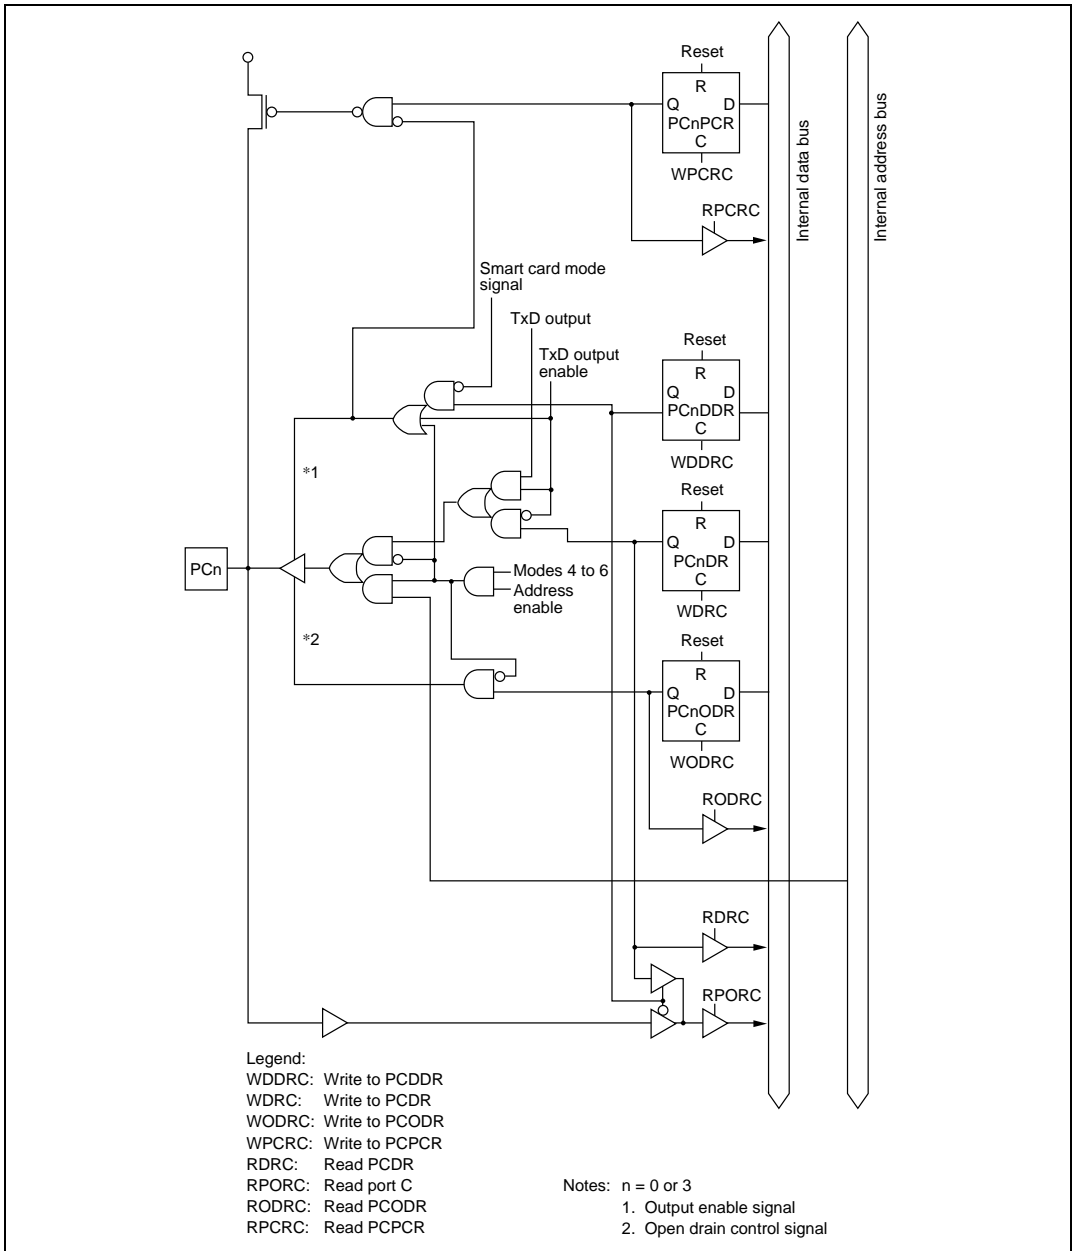 Reset
R
Q D
PCnPCR
C
WPCRC
RPCRC
Internal data bus
Internal address bus
Smart card mode
signal
TxD output
TxD output
enable
Reset
R
Q D
PCnDDR
C
WDDRC
*1
Reset
R
Q D
PCnDR
C
WDRC
PCn
Modes 4 to 6
Address
enable
*2
Reset
R
Q D
PCnODR
C
WODRC
RODRC
RDRC
RPORC
Legend:
WDDRC: Write to PCDDR
WDRC: Write to PCDR
WODRC: Write to PCODR
WPCRC: Write to PCPCR
RDRC: Read PCDR
RPORC: Read port C
RODRC: Read PCODR
RPCRC: Read PCPCR
Notes: n = 0 or 3
1. Output enable signal
2. Open drain control signal